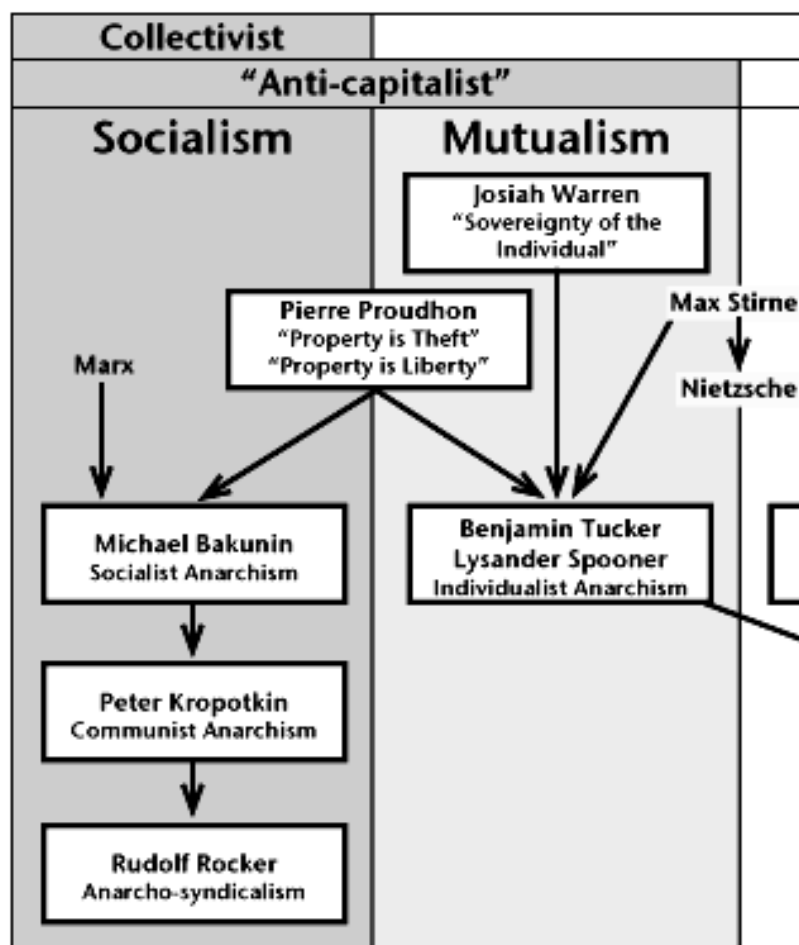 Collectivist
“Anti-capitalist”
Socialism
Mutualism
Josiah Warren
“Sovereignty of the
Individual”
Pierre Proudhon
“Property is Theft”
“Property is Liberty”
Max Stirne
Marx
Nietzsche
Michael Bakunin
Socialist Anarchism
Benjamin Tucker
Lysander Spooner
Individualist Anarchism
Peter Kropotkin
Communist Anarchism
Rudolf Rocker
Anarcho-syndicalism